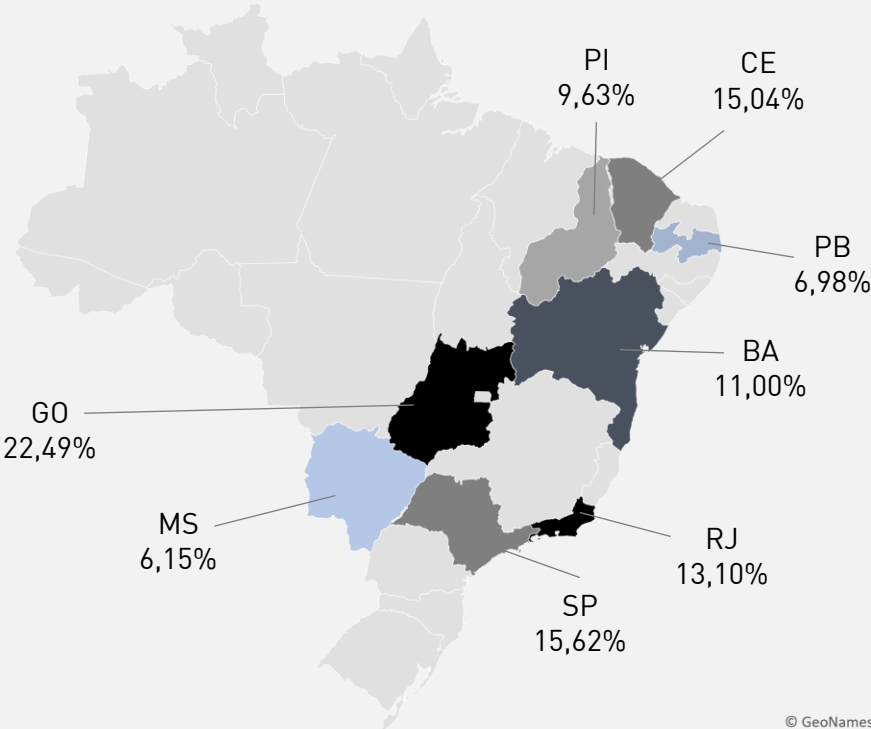 PI
9,63%
CE
15,04%
PB
6,98%
BA
11,00%
GO
22,49%
MS
6,15%
RJ
13,10%
SP
15,62%
© GeoNames